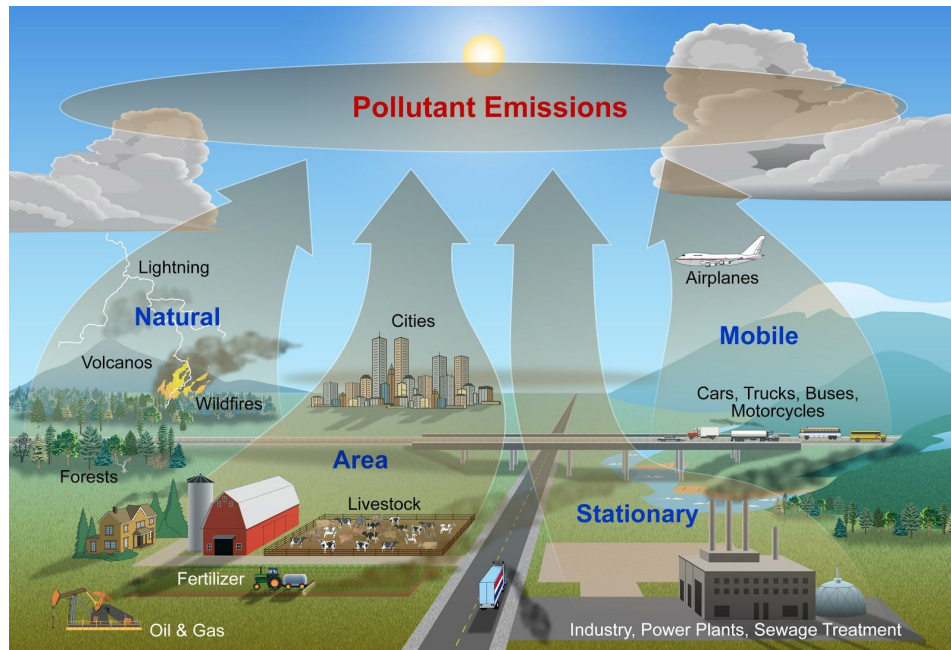 Pollutant Emissions
Lightning
Natural
Volcanos
Wildfires
Forests
Cities
Area
Livestock
Fertilizer
Oil & Gas
Airplanes
Mobile
Cars, Trucks, Buses,
Motorcycles
Stationary
Industry, Power Plants, Sewage Treatment